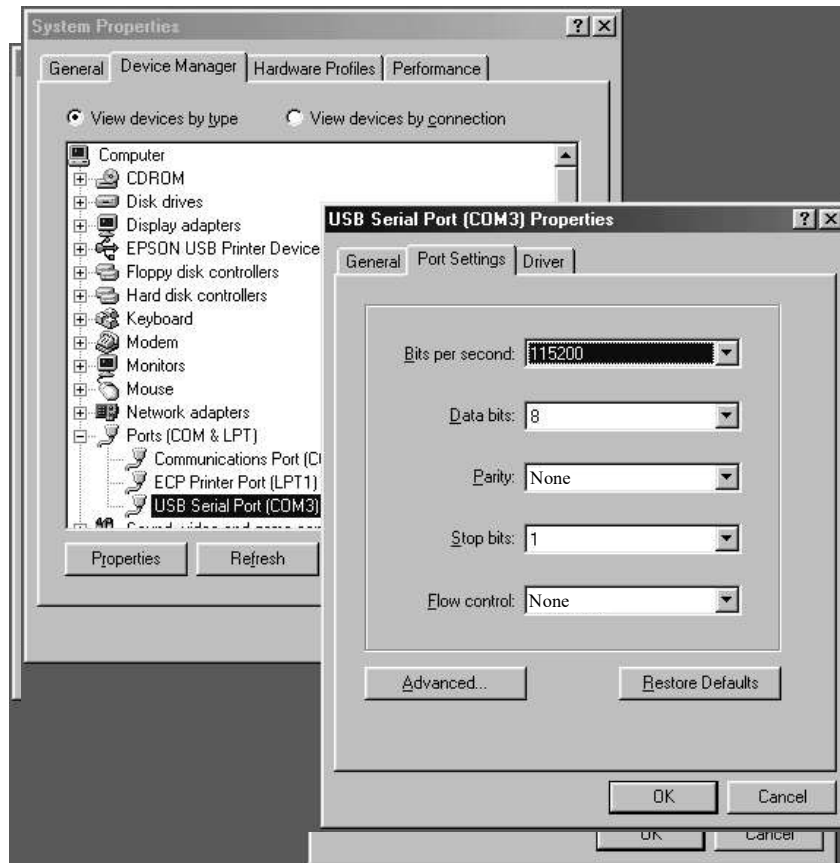 System Properties
General Device Manager Hardware Profiles Performance
View devices by type View devices by connection
Computer
CDROM
Disk drives
Display adapters
EPSON USB Printer Device
Floppy disk controllers
Hard disk controllers
Keyboard
Modem
Monitors
Mouse
Network adapters
Ports (COM & LPT)
Communications Port (C
ECP Printer Port (LPT1)
USB Serial Port (COM3)
Properties Refresh
USB Serial Port (COM3) Properties
General Port Settings Driver
Bits per second: 115200
Data bits: 8
Parity: None
Stop bits: 1
Flow control: None
Advanced... Restore Defaults
OK Cancel
OK Cancel